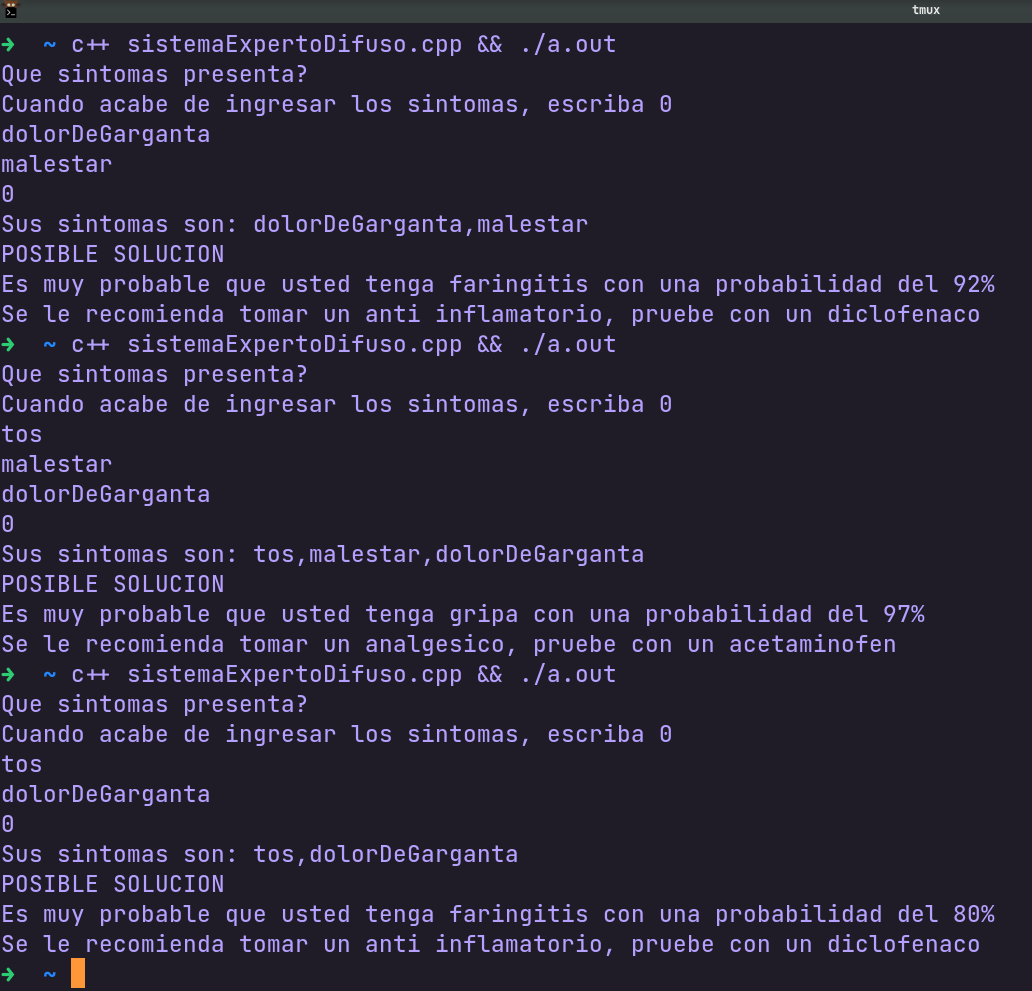 tmux
→ ~ c++ sistemaExpertoDifuso.cpp && ./a.out
Que sintomas presenta?
Cuando acabe de ingresar los sintomas, escriba 0
dolorDeGarganta
malestar
0
Sus sintomas son: dolorDeGarganta,malestar
POSIBLE SOLUCION
Es muy probable que usted tenga faringitis con una probabilidad del 92%
Se le recomienda tomar un anti inflamatorio, pruebe con un diclofenaco
→ ~ c++ sistemaExpertoDifuso.cpp && ./a.out
Que sintomas presenta?
Cuando acabe de ingresar los sintomas, escriba 0
tos
malestar
dolorDeGarganta
0
Sus sintomas son: tos,malestar,dolorDeGarganta
POSIBLE SOLUCION
Es muy probable que usted tenga gripa con una probabilidad del 97%
Se le recomienda tomar un analgesico, pruebe con un acetaminofen
→ ~ c++ sistemaExpertoDifuso.cpp && ./a.out
Que sintomas presenta?
Cuando acabe de ingresar los sintomas, escriba 0
tos
dolorDeGarganta
0
Sus sintomas son: tos,dolorDeGarganta
POSIBLE SOLUCION
Es muy probable que usted tenga faringitis con una probabilidad del 80%
Se le recomienda tomar un anti inflamatorio, pruebe con un diclofenaco
→ ~